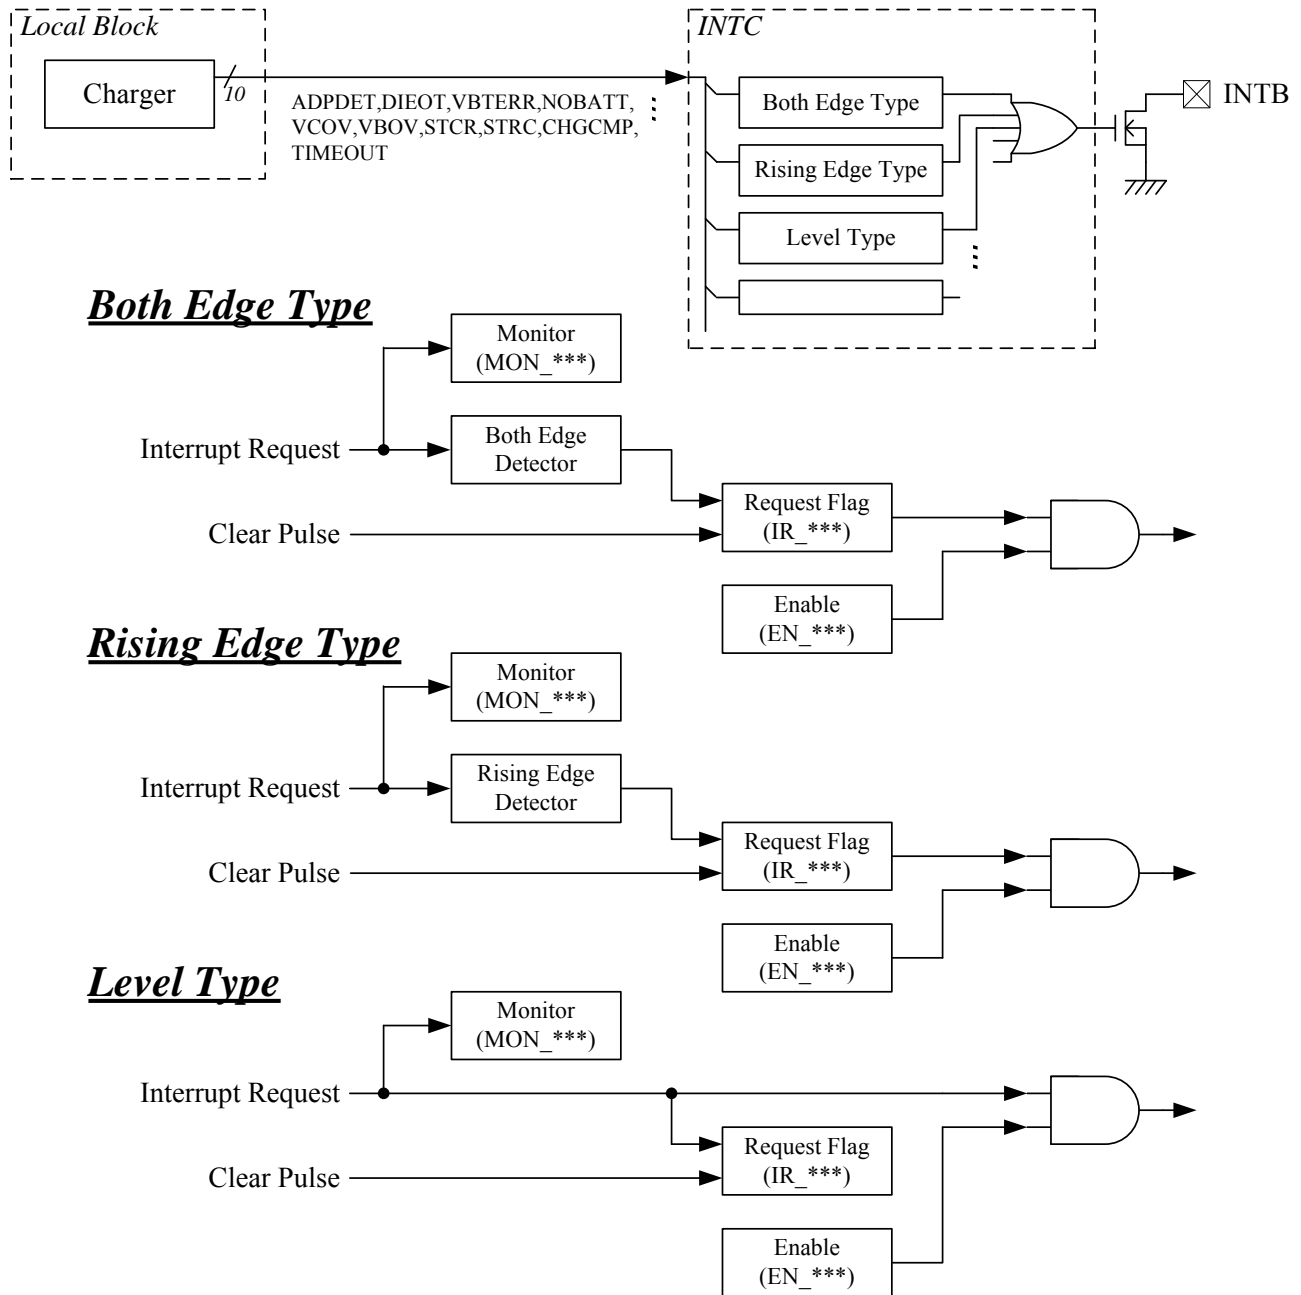 Local Block
INTC
Charger
10
ADPDET,DIEOT,VBTERR,NOBATT,
VCOV,VBOV,STCR,STRC,CHGCMP,
TIMEOUT
...
Both Edge Type
INTB
Rising Edge Type
Level Type
...
Both Edge Type
Monitor
(MON_***)
Interrupt Request
Both Edge
Detector
Clear Pulse
Request Flag
(IR_***)
Enable
(EN_***)
Rising Edge Type
Monitor
(MON_***)
Interrupt Request
Rising Edge
Detector
Clear Pulse
Request Flag
(IR_***)
Enable
(EN_***)
Level Type
Monitor
(MON_***)
Interrupt Request
Clear Pulse
Request Flag
(IR_***)
Enable
(EN_***)